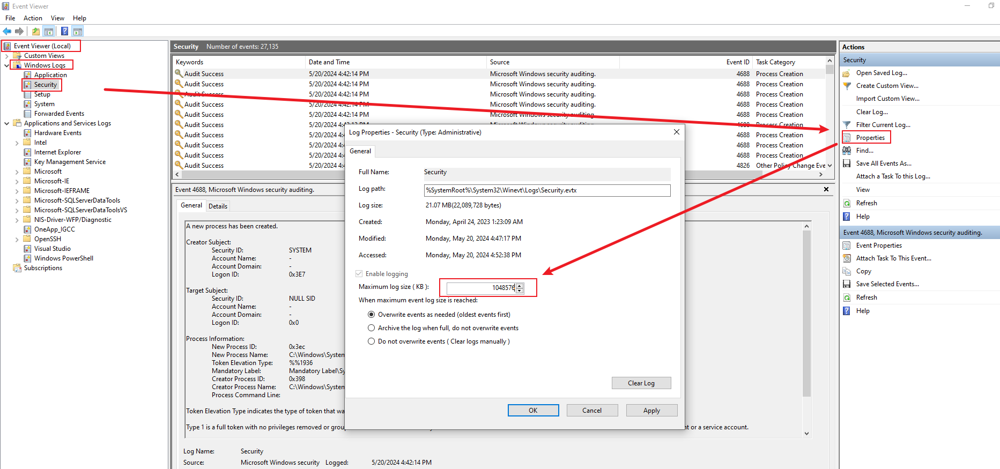 Event Viewer
File Action View Help
Event Viewer (Local)
Custom Views
Windows Logs
Application
Security
Setup
System
Forwarded Events
Applications and Services Logs
Hardware Events
Intel
Internet Explorer
Key Management Service
Microsoft
Microsoft-IE
Microsoft-IEFRAME
Microsoft-SQLServerDataTools
Microsoft-SQLServerDataToolsVS
NIS-Driver-WFP/Diagnostic
OneApp_IGCC
OpenSSH
Visual Studio
Windows PowerShell
Subscriptions
Security Number of events: 27,135
Keywords Date and Time Source Event ID Task Category
Audit Success 5/20/2024 4:42:14 PM Microsoft Windows security auditing. 4688 Process Creation
Audit Success 5/20/2024 4:42:14 PM Microsoft Windows security auditing. 4688 Process Creation
Audit Success 5/20/2024 4:42:14 PM Microsoft Windows security auditing. 4688 Process Creation
Audit Success 5/20/2024 4:42:14 PM Microsoft Windows security auditing. 4688 Process Creation
Audit Success 5/20/2024 4:42:14 PM Microsoft Windows security auditing. 4688 Process Creation
Audit Success 5/20/2024 4:42:13 PM 4688 Process Creation
Audit Success 5/20/2024 4:4 4688 Process Creation
Audit Success 5/20/2024 4:4 4688 Process Creation
Audit Success 5/20/2024 4:4 4688 Process Creation
Audit Success 5/20/2024 4:4 4826 Other Policy Change Eve
Event 4688, Microsoft Windows security auditing.
General Details
A new process has been created.
Creator Subject:
Security ID: SYSTEM
Account Name: -
Account Domain: -
Logon ID: 0x3E7
Target Subject:
Security ID: NULL SID
Account Name: -
Account Domain: -
Logon ID: 0x0
Process Information:
New Process ID: 0x3ec
New Process Name: C:\Windows\System
Token Elevation Type: %%1936
Mandatory Label: Mandatory Label\Sy
Creator Process ID: 0x398
Creator Process Name: C:\Windows\System
Process Command Line:
Token Elevation Type indicates the type of token that wa
Type 1 is a full token with no privileges removed or group nt or a service account.
Log Name: Security
Source: Microsoft Windows security Logged: 5/20/2024 4:42:14 PM
Log Properties - Security (Type: Administrative)
General
Full Name: Security
Log path: %SystemRoot%\System32\Winevt\Logs\Security.evtx
Log size: 21.07 MB(22,089,728 bytes)
Created: Monday, April 24, 2023 1:23:09 AM
Modified: Monday, May 20, 2024 4:47:17 PM
Accessed: Monday, May 20, 2024 4:52:38 PM
Enable logging
Maximum log size ( KB ): 1048576
When maximum event log size is reached:
Overwrite events as needed (oldest events first)
Archive the log when full, do not overwrite events
Do not overwrite events ( Clear logs manually )
Clear Log
OK Cancel Apply
Actions
Security
Open Saved Log...
Create Custom View...
Import Custom View...
Clear Log...
Filter Current Log...
Properties
Find...
Save All Events As...
Attach a Task To this Log...
View
Refresh
Help
Event 4688, Microsoft Windows security auditing.
Event Properties
Attach Task To This Event...
Copy
Save Selected Events...
Refresh
Help